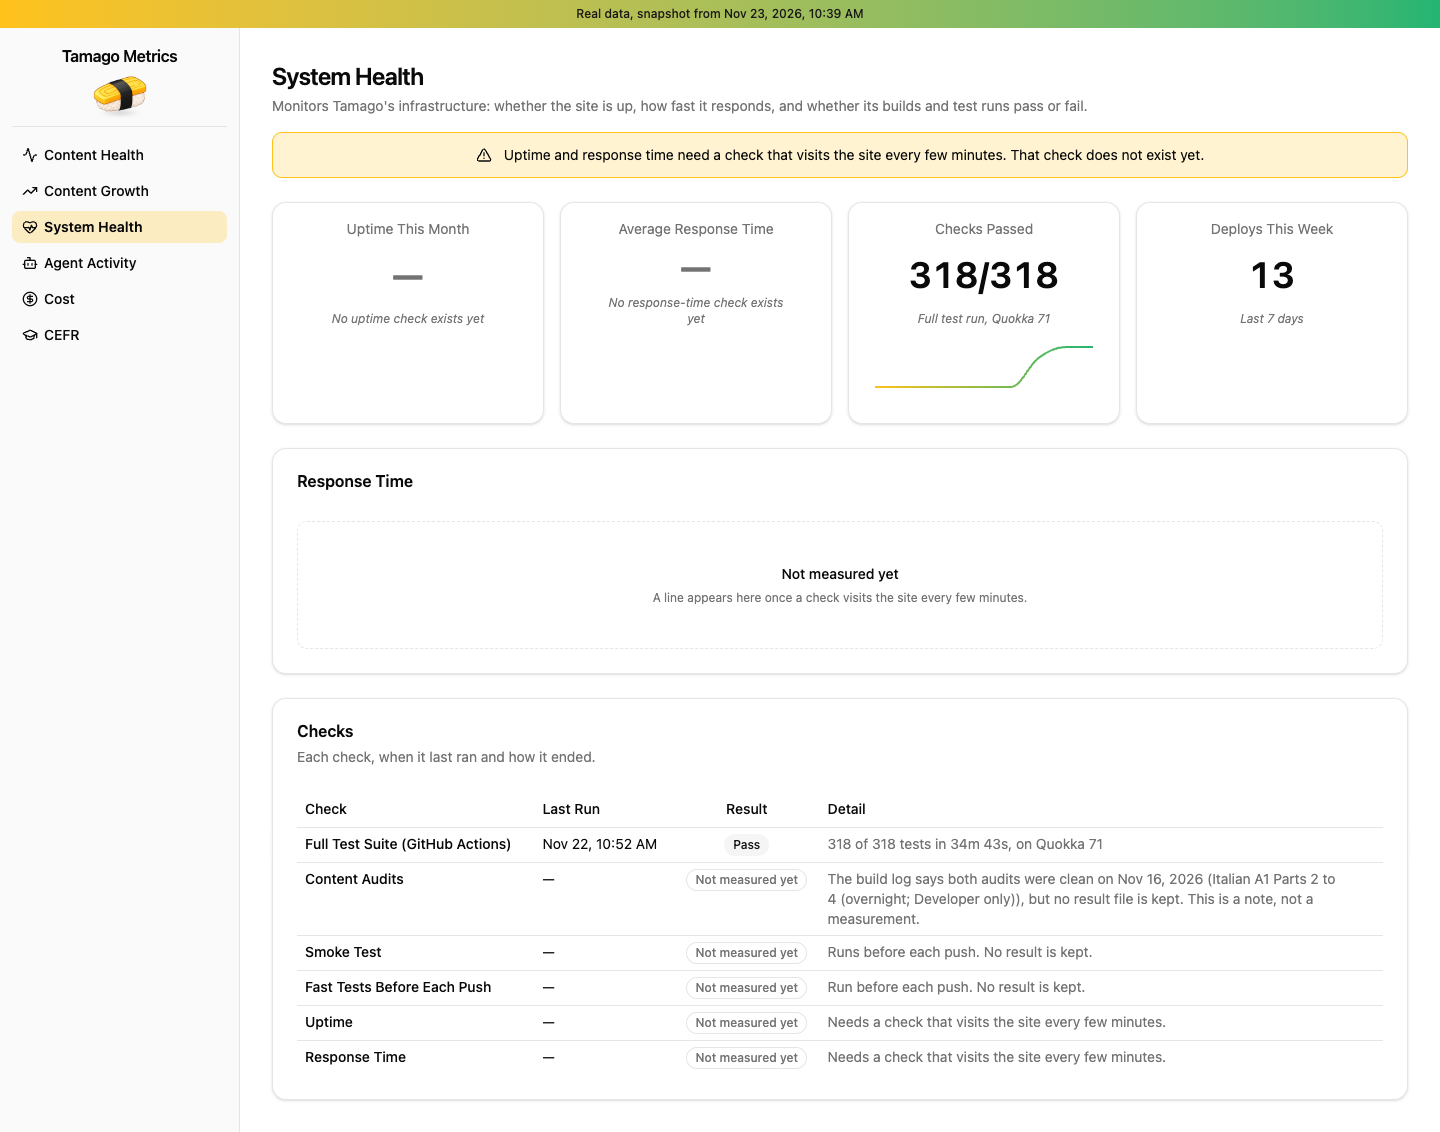 Real data, snapshot from Nov 23, 2026, 10:39 AM
Tamago Metrics
Content Health
Content Growth
System Health
Agent Activity
Cost
CEFR
System Health
Monitors Tamago's infrastructure: whether the site is up, how fast it responds, and whether its builds and test runs pass or fail.
Uptime and response time need a check that visits the site every few minutes. That check does not exist yet.
Uptime This Month
—
No uptime check exists yet
Average Response Time
—
No response-time check exists
yet
Checks Passed
318/318
Full test run, Quokka 71
Deploys This Week
13
Last 7 days
Response Time
Not measured yet
A line appears here once a check visits the site every few minutes.
Checks
Each check, when it last ran and how it ended.
Check Last Run Result Detail
Full Test Suite (GitHub Actions) Nov 22, 10:52 AM Pass 318 of 318 tests in 34m 43s, on Quokka 71
Content Audits — Not measured yet The build log says both audits were clean on Nov 16, 2026 (Italian A1 Parts 2 to
4 (overnight; Developer only)), but no result file is kept. This is a note, not a
measurement.
Smoke Test — Not measured yet Runs before each push. No result is kept.
Fast Tests Before Each Push — Not measured yet Run before each push. No result is kept.
Uptime — Not measured yet Needs a check that visits the site every few minutes.
Response Time — Not measured yet Needs a check that visits the site every few minutes.